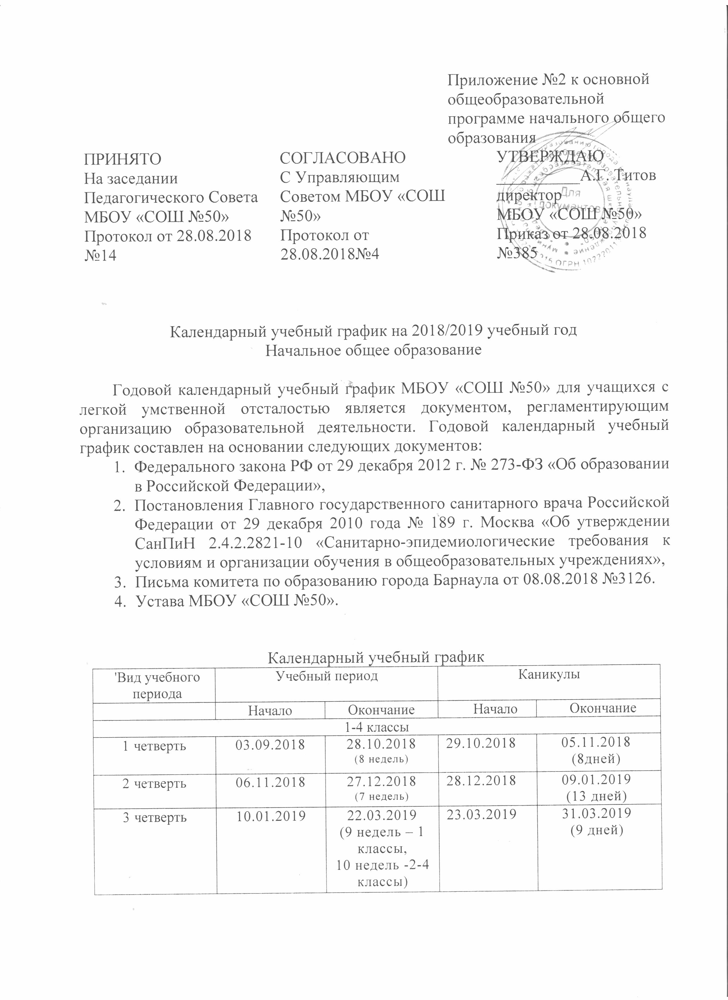 Приложение №2 к основной
общеобразовательной
программе начального общего
образования
ПРИНЯТО
На заседании
Педагогического Совета
МБОУ «СОШ №50»
Протокол от 28.08.2018
№14
СОГЛАСОВАНО
С Управляющим
Советом МБОУ «СОШ
№50»
Протокол от
28.08.2018№4
УТВЕРЖДАЮ
__________А.Г. Титов
директор
МБОУ «СОШ №50»
Приказ от 28.08.2018
№385
Для
документов
Календарный учебный график на 2018/2019 учебный год
Начальное общее образование
Годовой календарный учебный график МБОУ «СОШ №50» для учащихся с
легкой умственной отсталостью является документом, регламентирующим
организацию образовательной деятельности. Годовой календарный учебный
график составлен на основании следующих документов:
1. Федерального закона РФ от 29 декабря 2012 г. № 273-ФЗ «Об образовании
в Российской Федерации»,
2. Постановления Главного государственного санитарного врача Российской
Федерации от 29 декабря 2010 года № 189 г. Москва «Об утверждении
СанПиН 2.4.2.2821-10 «Санитарно-эпидемиологические требования к
условиям и организации обучения в общеобразовательных учреждениях»,
3. Письма комитета по образованию города Барнаула от 08.08.2018 №3126.
4. Устава МБОУ «СОШ №50».
Календарный учебный график
'Вид учебного
периода
Учебный период
Каникулы
Начало Окончание Начало Окончание
1-4 классы
1 четверть 03.09.2018 28.10.2018 29.10.2018 05.11.2018
(8 недель) (8дней)
2 четверть 06.11.2018 27.12.2018 28.12.2018 09.01.2019
(7 недель) (13 дней)
3 четверть 10.01.2019 22.03.2019 23.03.2019 31.03.2019
(9 недель – 1 (9 дней)
классы,
10 недель -2-4
классы)